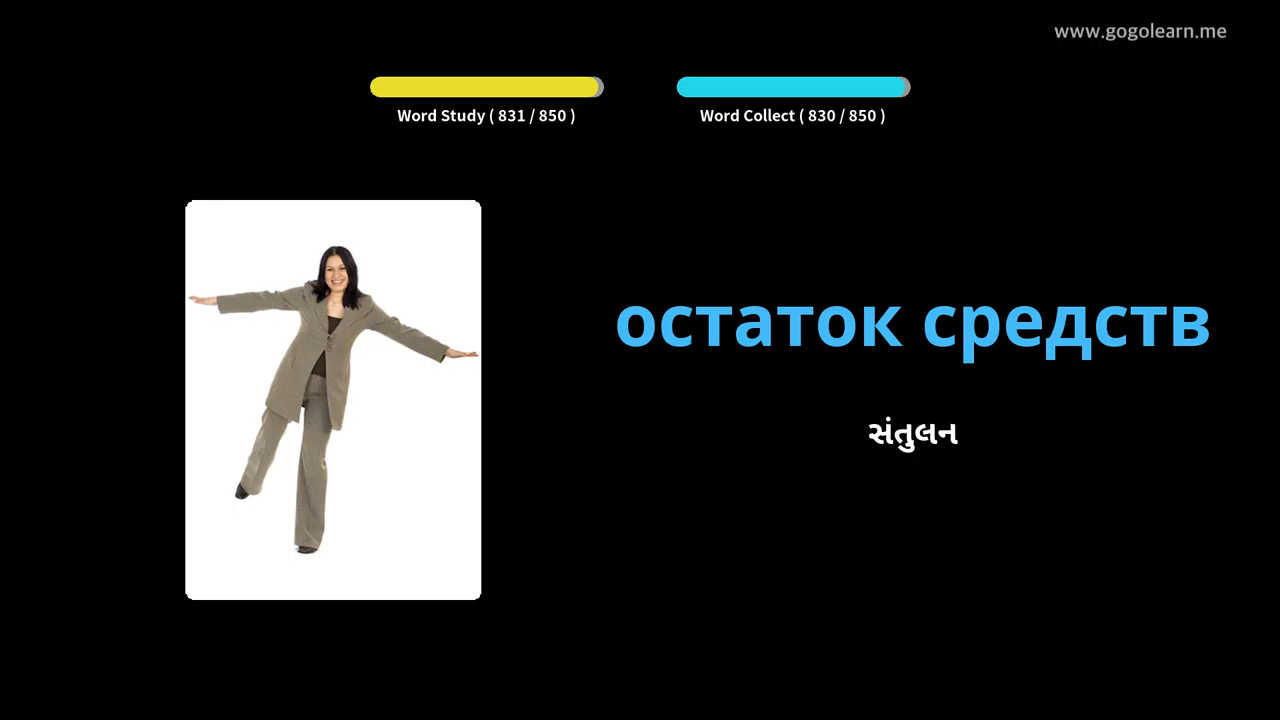 www.gogolearn.me
Word Study ( 831 / 850 )
Word Collect ( 830 / 850 )
остаток средств
સંતુલન